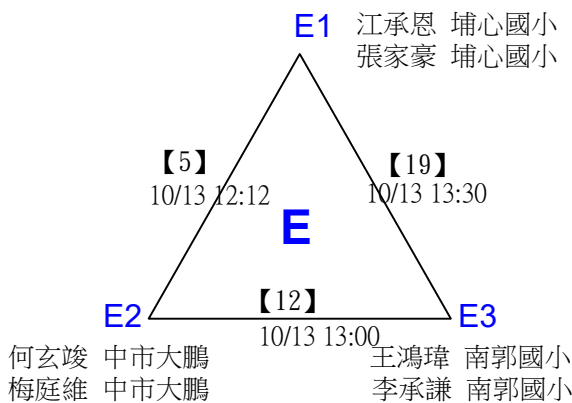 E1 江承恩 埔心國小
張家豪 埔心國小
【5】
10/13 12:12
【19】
10/13 13:30
E
【12】
10/13 13:00
E2
何玄竣 中市大鵬
梅庭維 中市大鵬
E3
王鴻瑋 南郭國小
李承謙 南郭國小